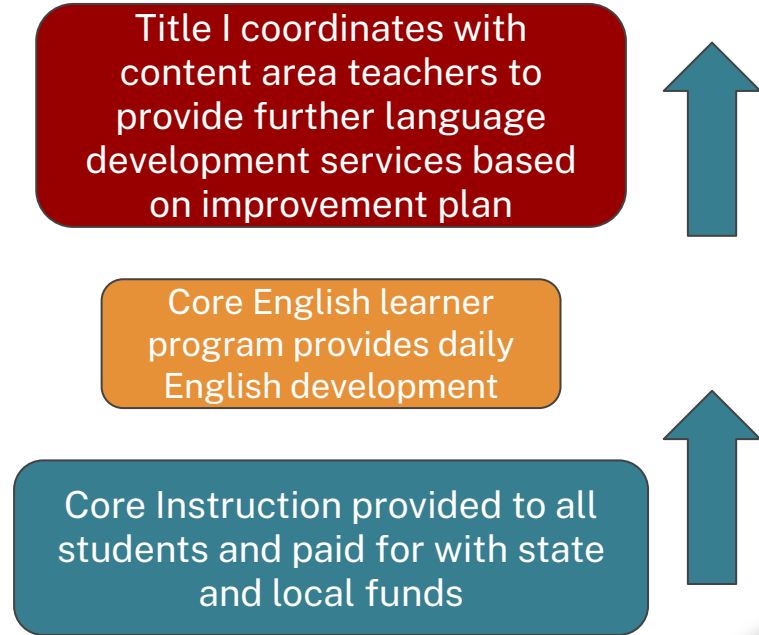 Title I coordinates with
content area teachers to
provide further language
development services based
on improvement plan
Core English learner
program provides daily
English development
Core Instruction provided to all
students and paid for with state
and local funds